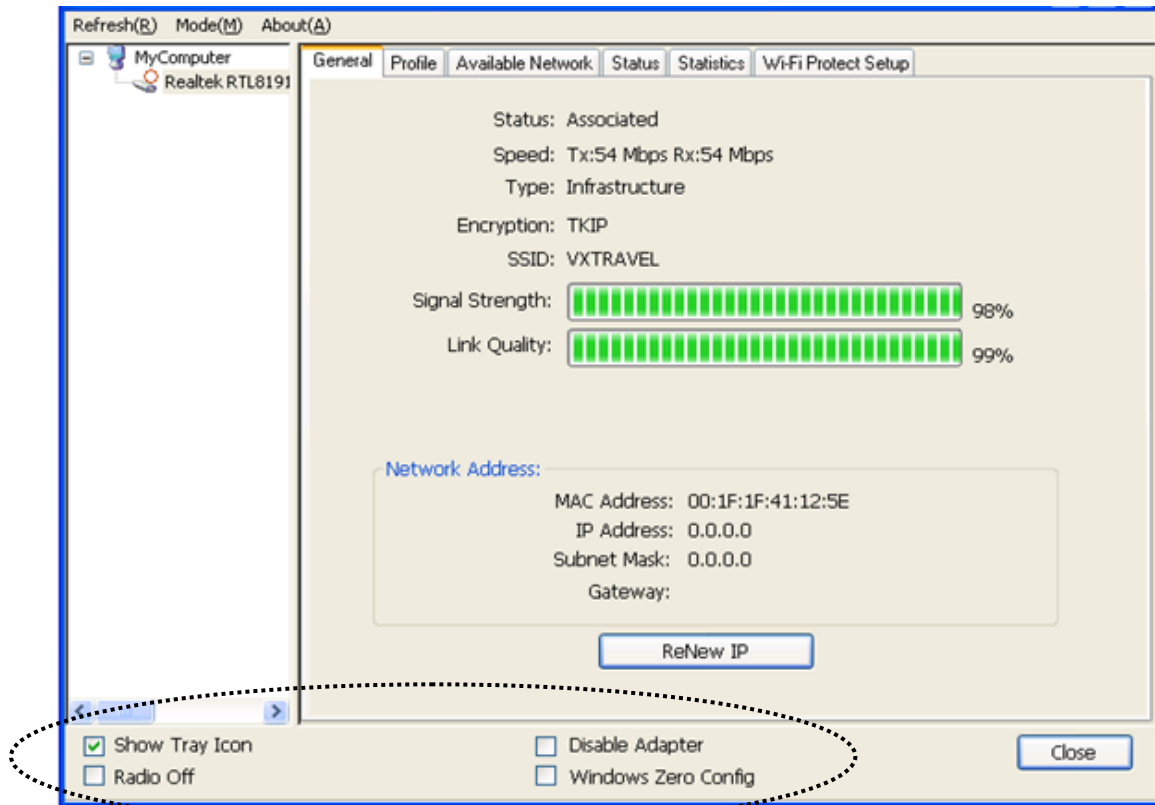 Refresh(R) Mode(M) About(A)
MyComputer
Realtek RTL8191
General Profile Available Network Status Statistics Wi-Fi Protect Setup
Status: Associated
Speed: Tx:54 Mbps Rx:54 Mbps
Type: Infrastructure
Encryption: TKIP
SSID: VXTRAVEL
Signal Strength: 98%
Link Quality: 99%
Network Address:
MAC Address: 00:1F:1F:41:12:5E
IP Address: 0.0.0.0
Subnet Mask: 0.0.0.0
Gateway:
ReNew IP
Show Tray Icon Disable Adapter
Radio Off Windows Zero Config
Close